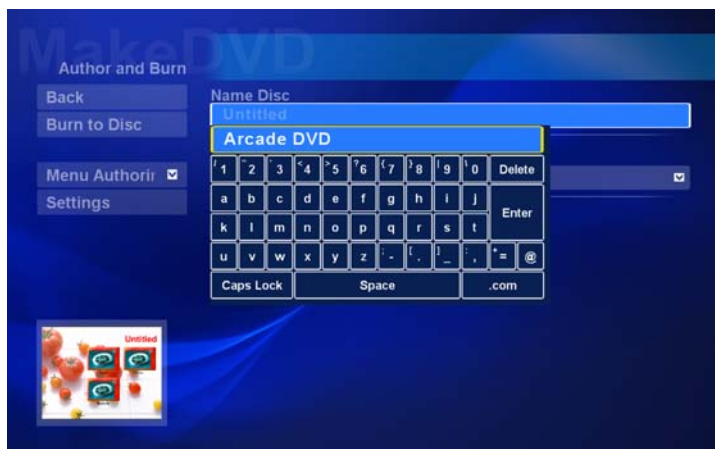 MakeDVD
Author and Burn
Back
Burn to Disc
Menu Authorir
Settings
Name Disc
Untitled
Arcade DVD
1 2 3 4 5 6 7 8 9 0 Delete
a b c d e f g h i j
Enter
k l m n o p q r s t
u v w x y z - . _ , = @
Caps Lock Space .com
Untitled